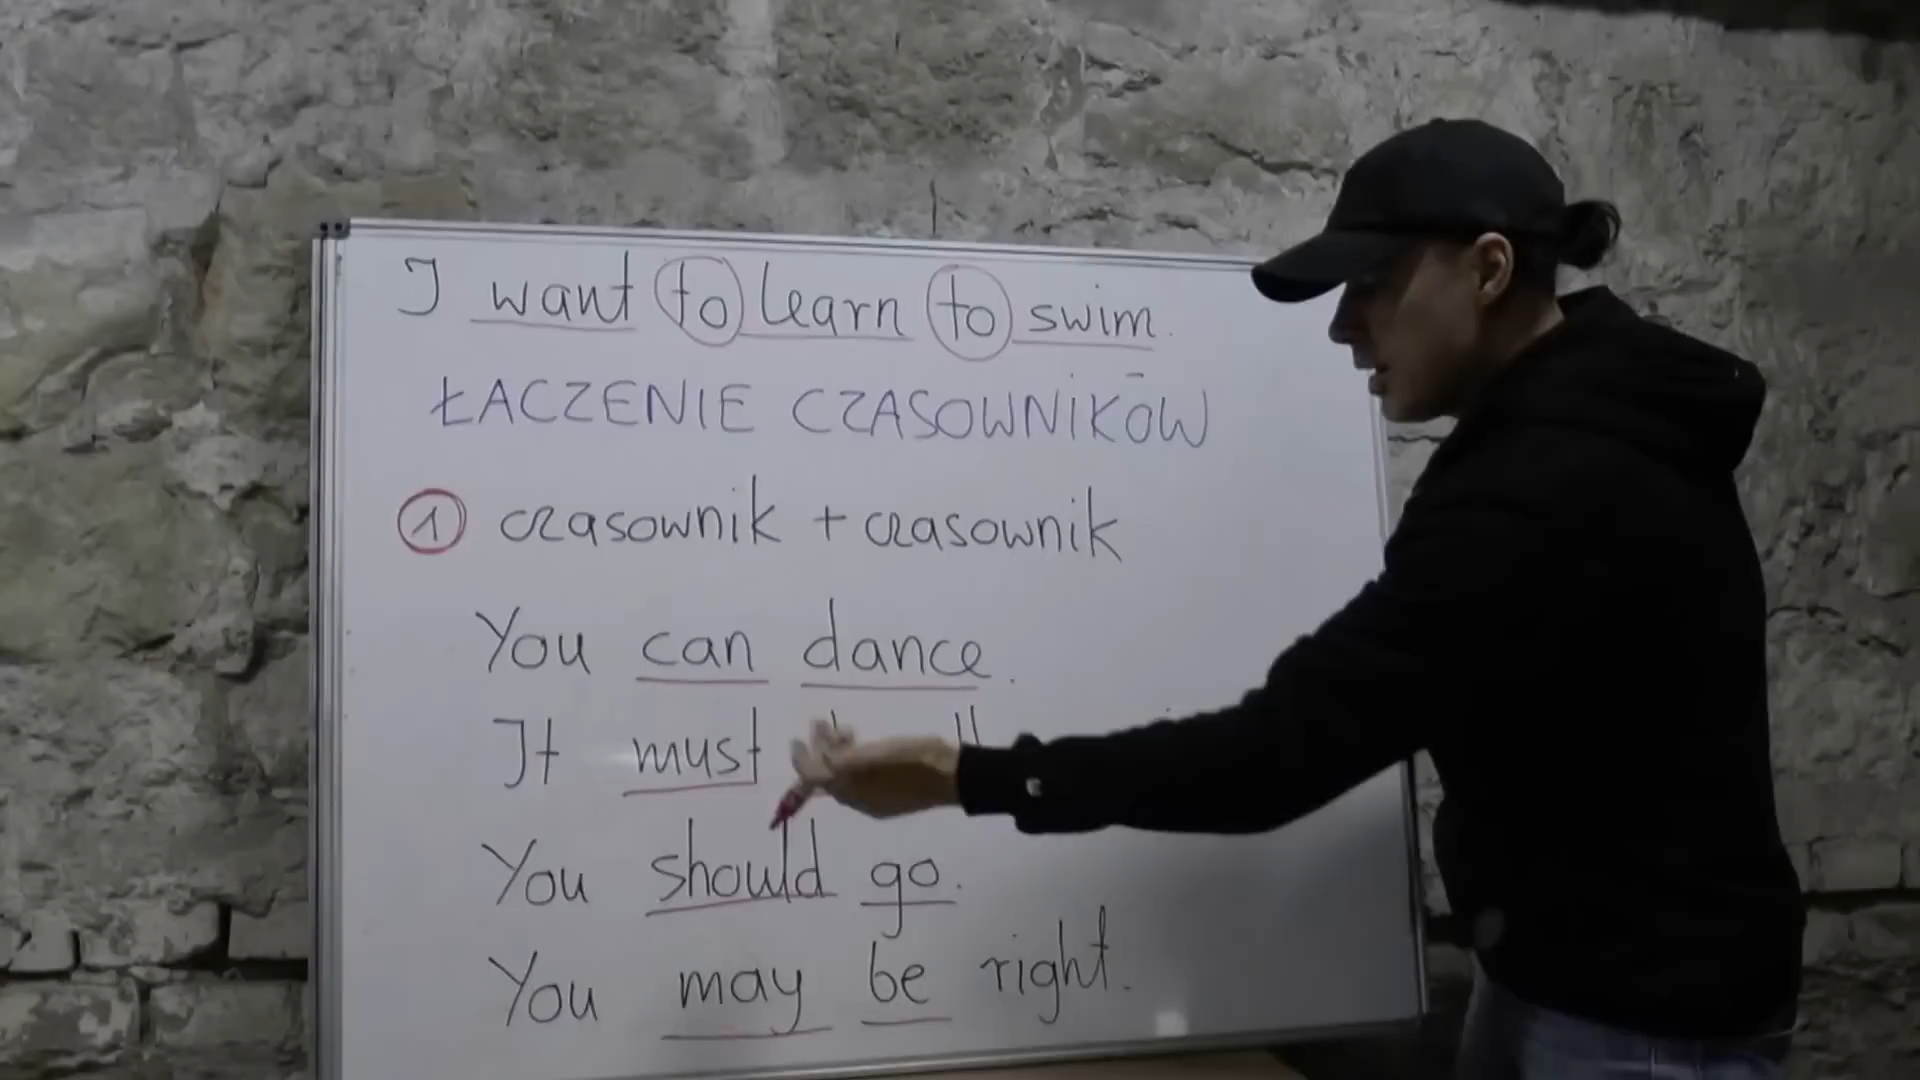 I want to learn to swim.
ŁACZENIE CZASOWNIKÓW
1 czasownik + czasownik
You can dance.
It must
You should go.
You may be right.